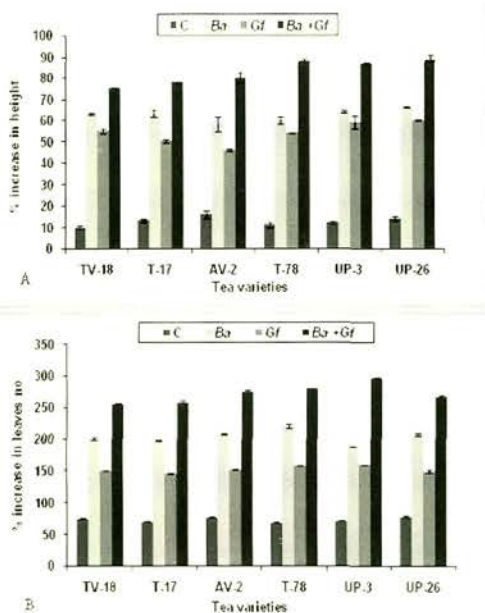 C Ba Gf Ba +Gf
% increase in height
100
90
80
70
60
50
40
30
20
10
0
TV-18 T-17 AV-2 T-78 UP-3 UP-26
A
Tea varieties
C Ba Gf Ba +Gf
% increase in leaves no
350
300
250
200
150
100
50
0
TV-18 T-17 AV-2 T-78 UP-3 UP-26
B
Tea varieties